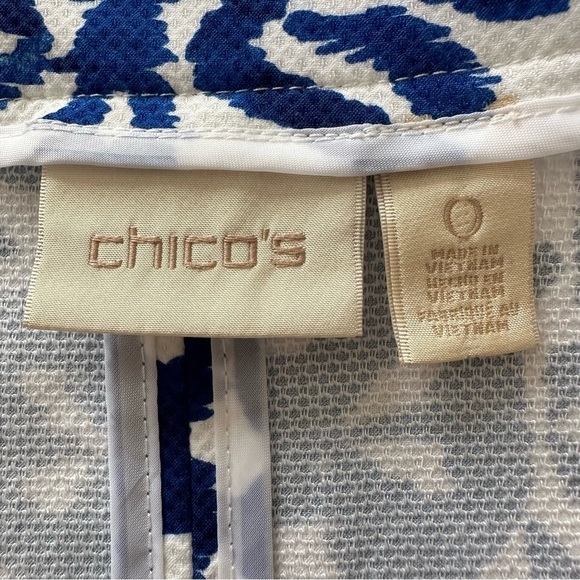 chico's
0
MADE IN
VIETNAM
HECHO EN
VIETNAM
FABRIQUE AU
VIETNAM